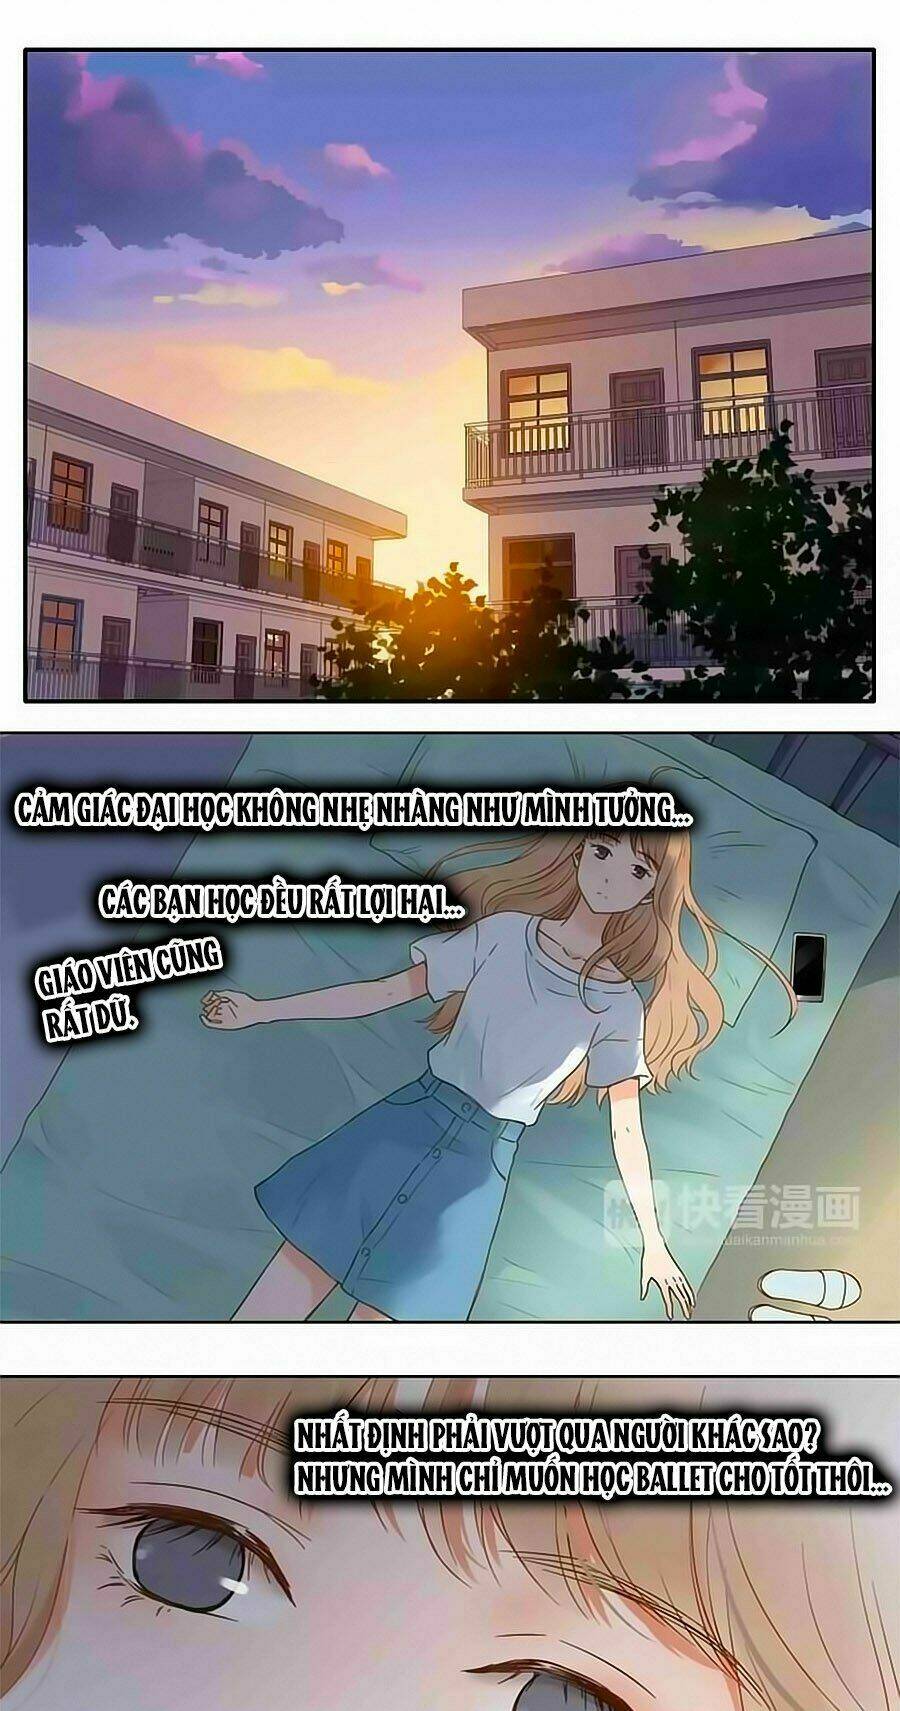 CẢM GIÁC ĐẠI HỌC KHÔNG NHẸ NHÀNG NHƯ MÌNH TƯỞNG...
CÁC BẠN HỌC ĐỀU RẤT LỢI HẠI...
GIÁO VIÊN CŨNG
RẤT DỮ.
快看漫画
kuaikanmanhua.com
NHẤT ĐỊNH PHẢI VƯỢT QUA NGƯỜI KHÁC SAO?
NHƯNG MÌNH CHỈ MUỐN HỌC BALLET CHO TỐT THÔI...